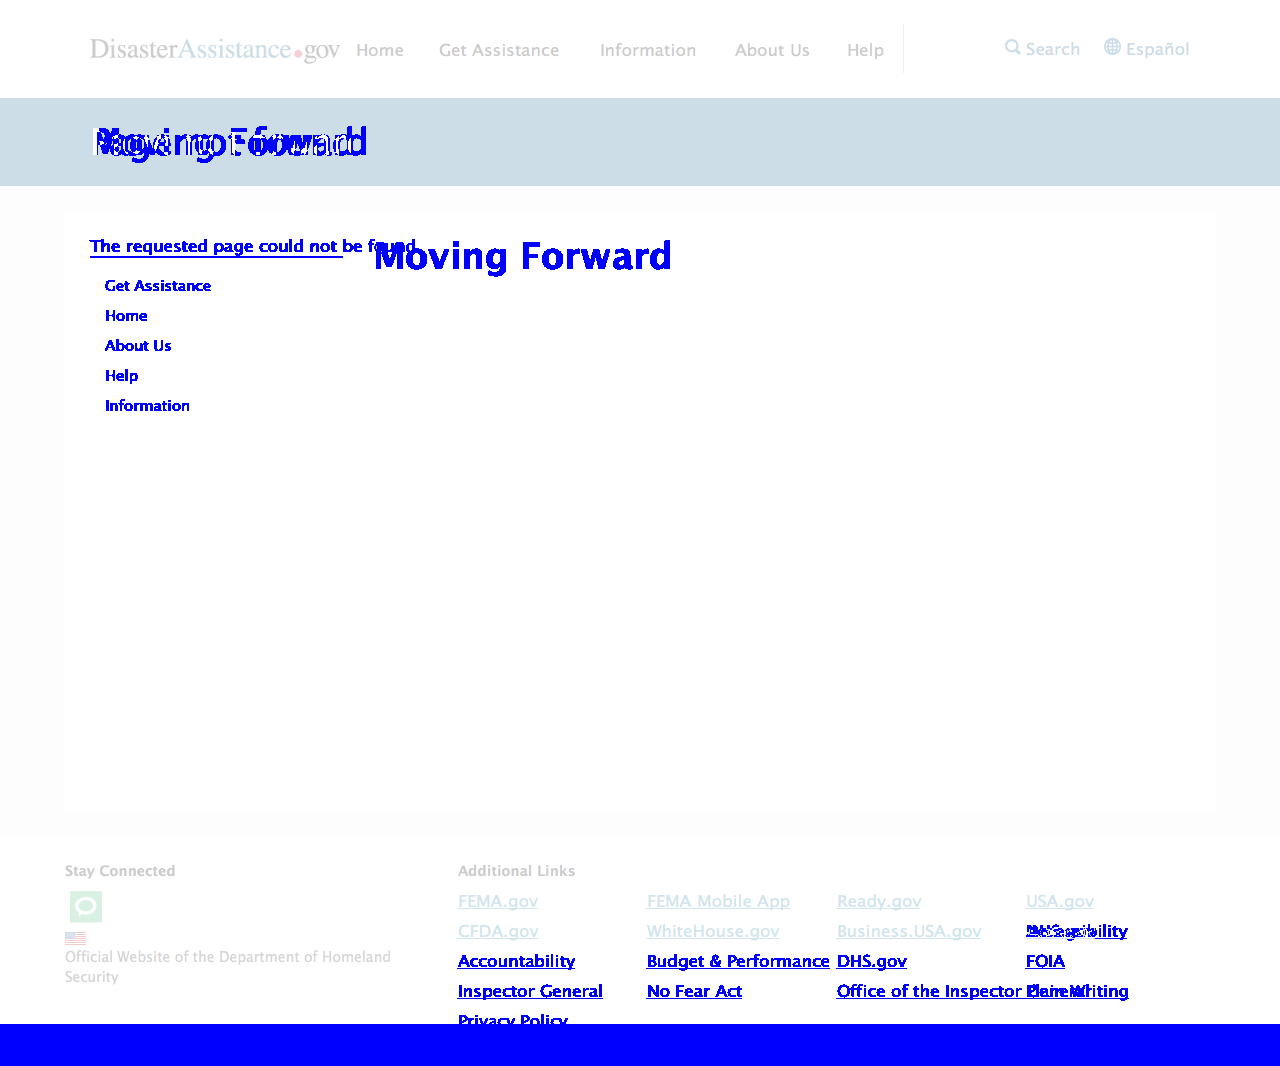 DisasterAssistance.gov Home Get Assistance Information About Us Help Search Español
Moving Forward
The requested page could not be found
Moving Forward
Get Assistance
Home
About Us
Help
Information
Stay Connected
Additional Links
FEMA.gov FEMA Mobile App Ready.gov USA.gov
CFDA.gov WhiteHouse.gov Business.USA.gov
Official Website of the Department of Homeland
Security
Accountability Budget & Performance DHS.gov FOIA
Inspector General No Fear Act Office of the Inspector General Plain Writing
Privacy Policy